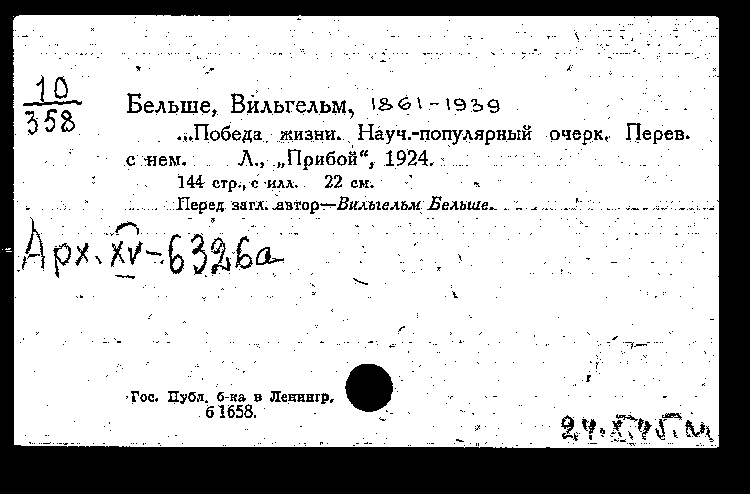 10
358
Бельше, Вильгельм, 1861-1939
...Победа жизни. Науч.-популярный очерк. Перев.
с нем. Л., „Прибой“, 1924.
144 стр., с илл. 22 см.
Перед загл. автор—Вильгельм Бельше.
Арх. XV-6326а
Гос. Публ. б-ка в Ленингр.
б 1658.